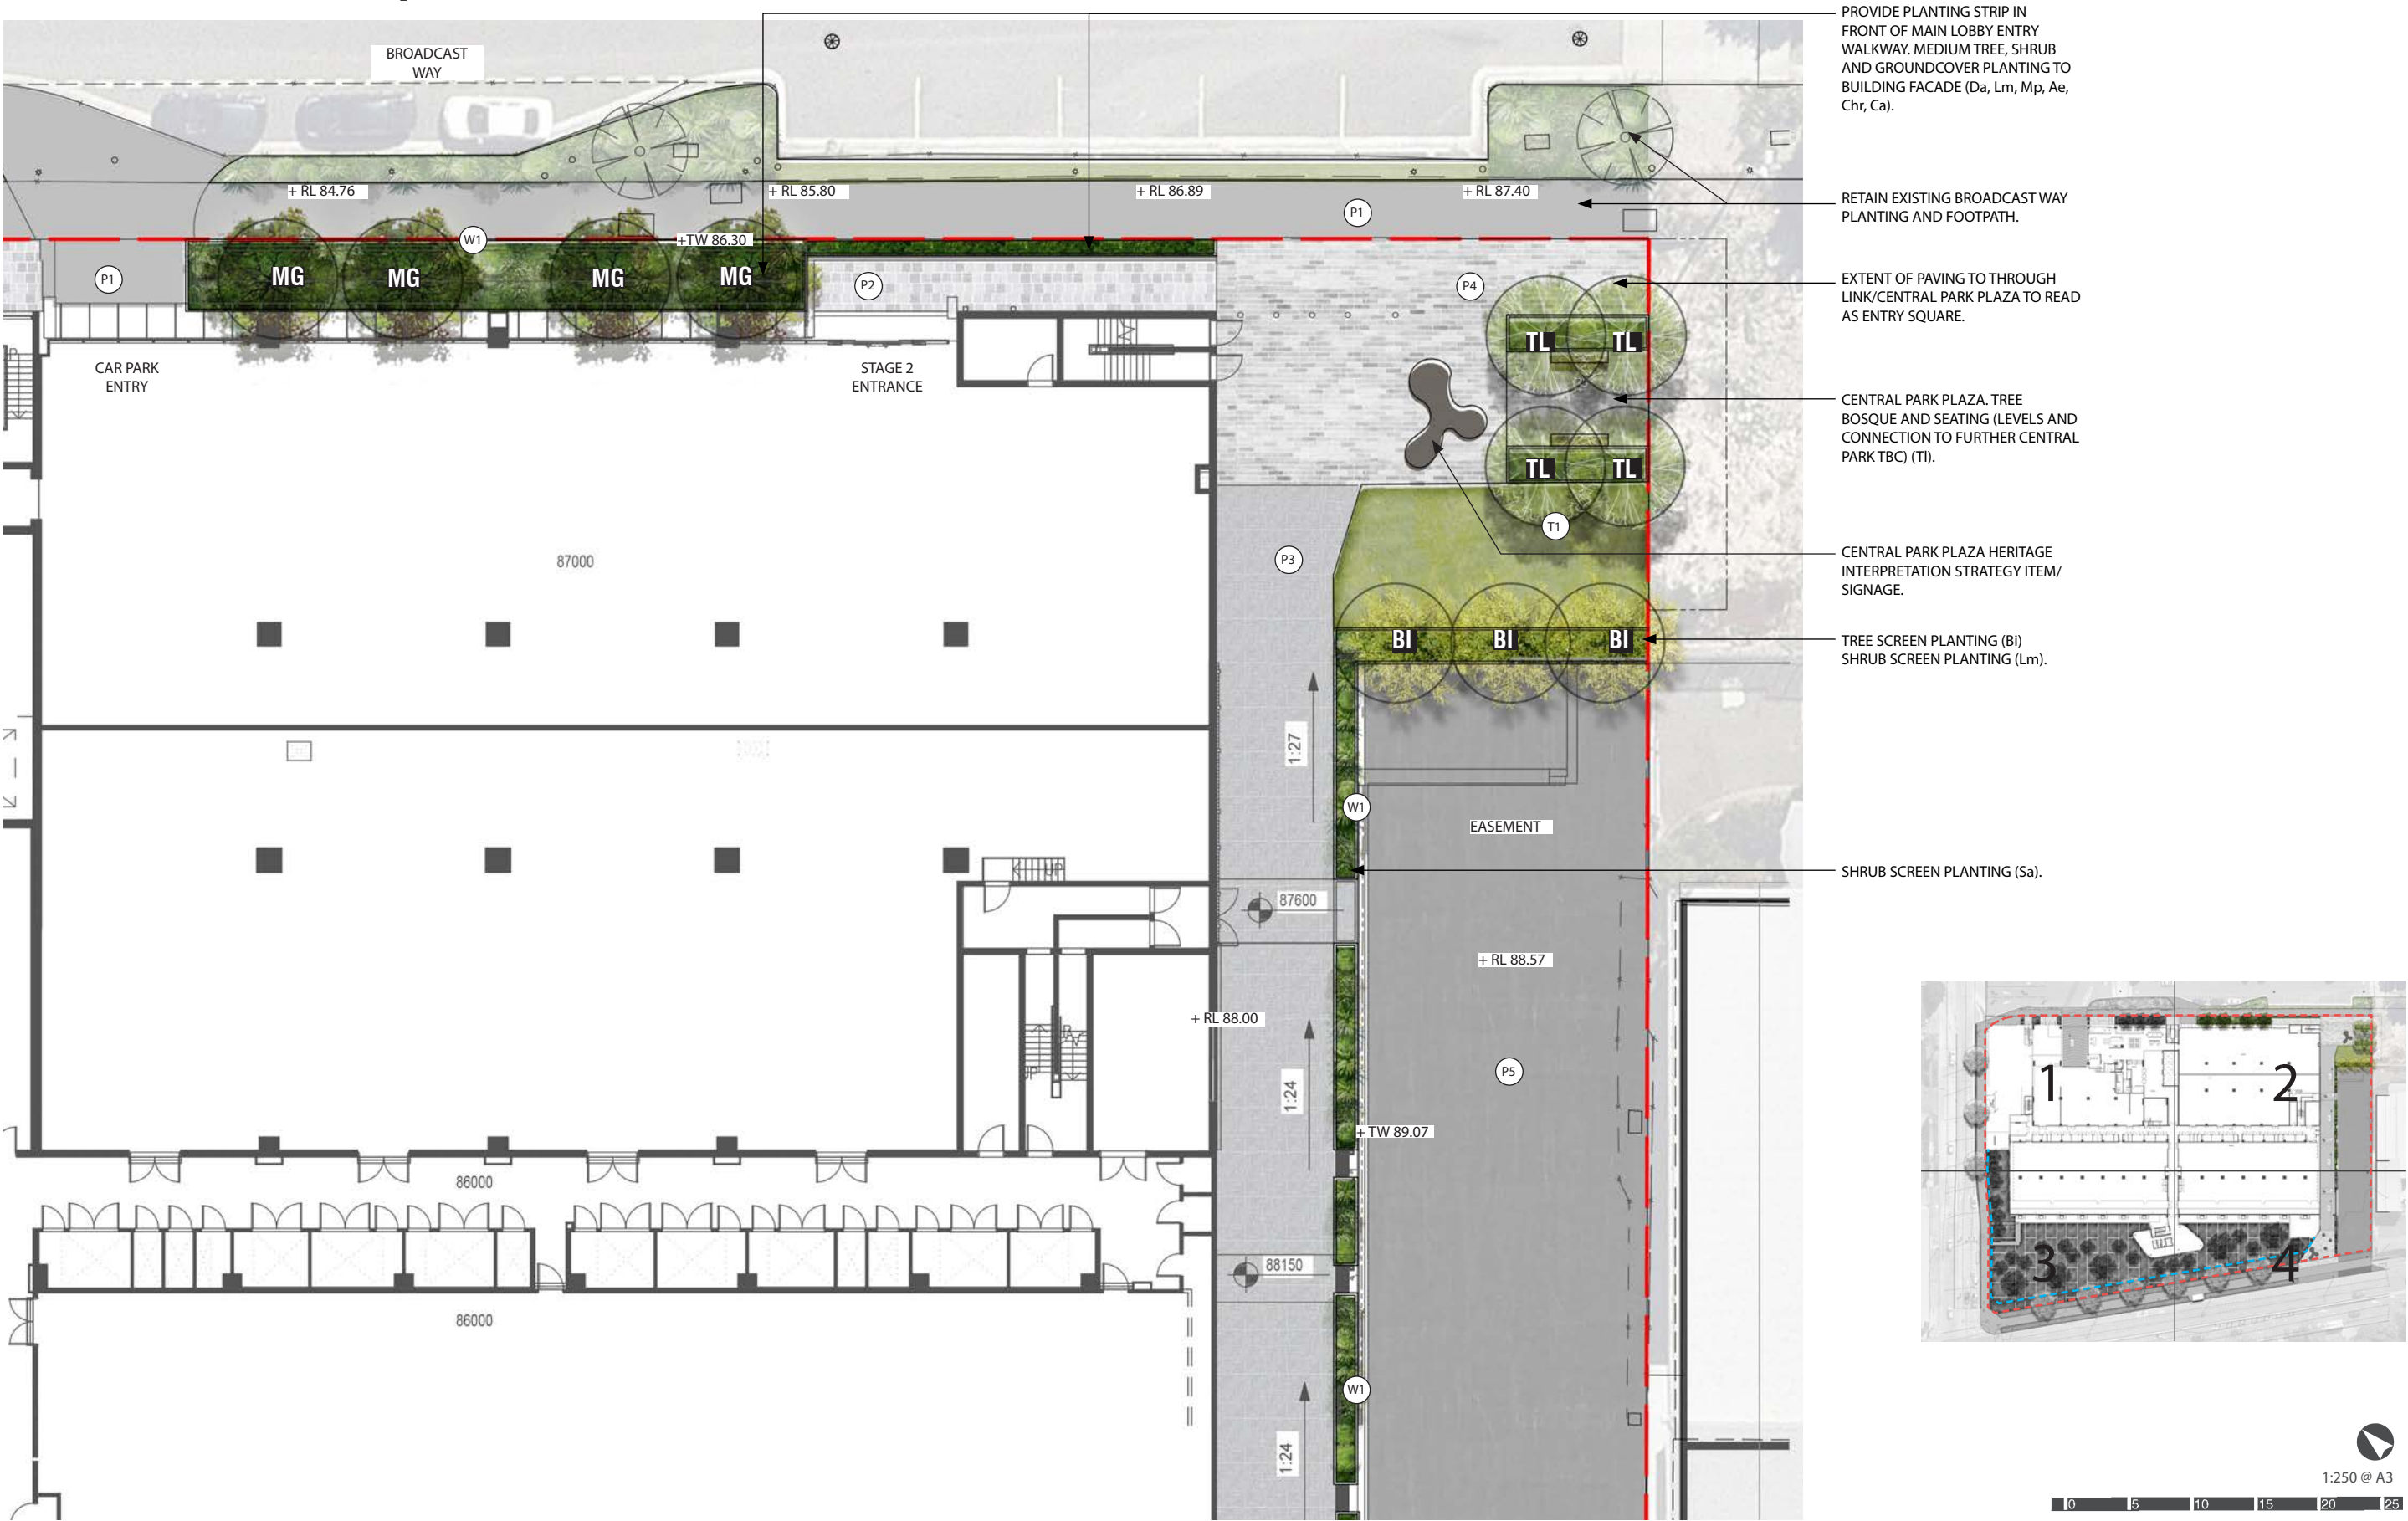 PROVIDE PLANTING STRIP IN
FRONT OF MAIN LOBBY ENTRY
WALKWAY. MEDIUM TREE, SHRUB
AND GROUNDCOVER PLANTING TO
BUILDING FACADE (Da, Lm, Mp, Ae,
Chr, Ca).
BROADCAST
WAY
+ RL 84.76
+ RL 85.80
+ RL 86.89
+ RL 87.40
RETAIN EXISTING BROADCAST WAY
PLANTING AND FOOTPATH.
P1
W1
+TW 86.30
P1
MG
MG
MG
MG
P2
P4
EXTENT OF PAVING TO THROUGH
LINK/CENTRAL PARK PLAZA TO READ
AS ENTRY SQUARE.
TL
TL
CAR PARK
ENTRY
STAGE 2
ENTRANCE
CENTRAL PARK PLAZA. TREE
BOSQUE AND SEATING (LEVELS AND
CONNECTION TO FURTHER CENTRAL
PARK TBC) (Tl).
TL
TL
T1
87000
P3
CENTRAL PARK PLAZA HERITAGE
INTERPRETATION STRATEGY ITEM/
SIGNAGE.
BI
BI
BI
TREE SCREEN PLANTING (Bi)
SHRUB SCREEN PLANTING (Lm).
1:27
W1
EASEMENT
UP
SHRUB SCREEN PLANTING (Sa).
87600
+ RL 88.57
+ RL 88.00
P5
1:24
UP
+ TW 89.07
86000
88150
86000
W1
1:24
1
2
3
4
1:250 @ A3
0 5 10 15 20 25